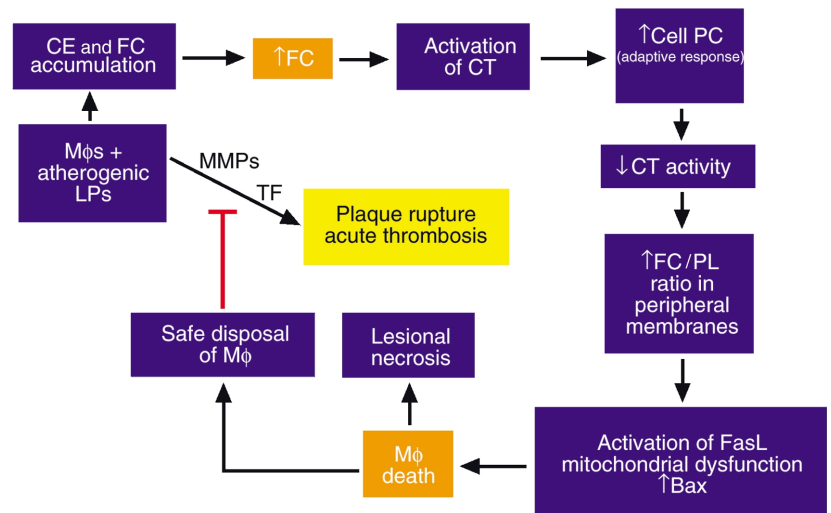 CE and FC
accumulation
↑FC
Activation
of CT
↑Cell PC
(adaptive response)
Mϕs +
atherogenic
LPs
MMPs
TF
↓CT activity
Plaque rupture
acute thrombosis
↑FC/PL
ratio in
peripheral
membranes
Safe disposal
of Mϕ
Lesional
necrosis
Mϕ
death
Activation of FasL
mitochondrial dysfunction
↑Bax